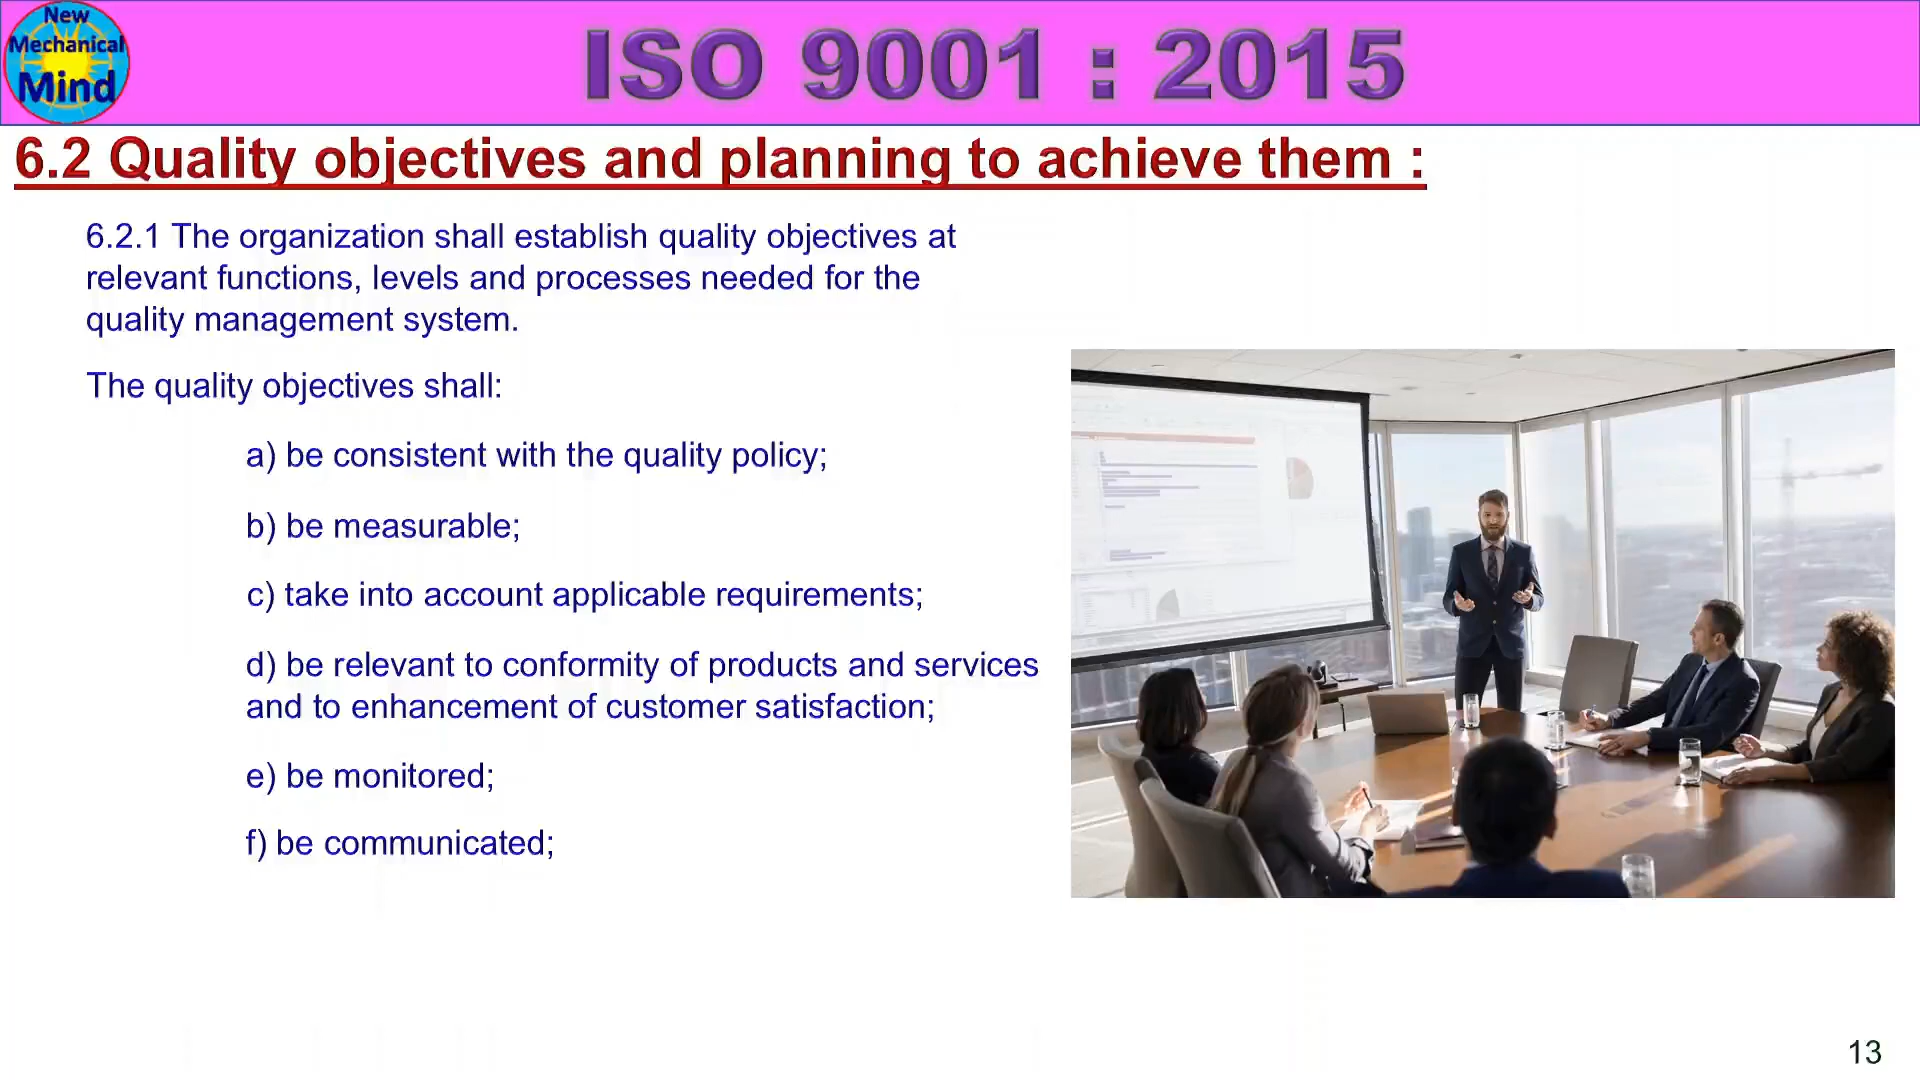 New
Mechanical
Mind
ISO 9001 : 2015
6.2 Quality objectives and planning to achieve them :
6.2.1 The organization shall establish quality objectives at
relevant functions, levels and processes needed for the
quality management system.
The quality objectives shall:
a) be consistent with the quality policy;
b) be measurable;
c) take into account applicable requirements;
d) be relevant to conformity of products and services
and to enhancement of customer satisfaction;
e) be monitored;
f) be communicated;
13